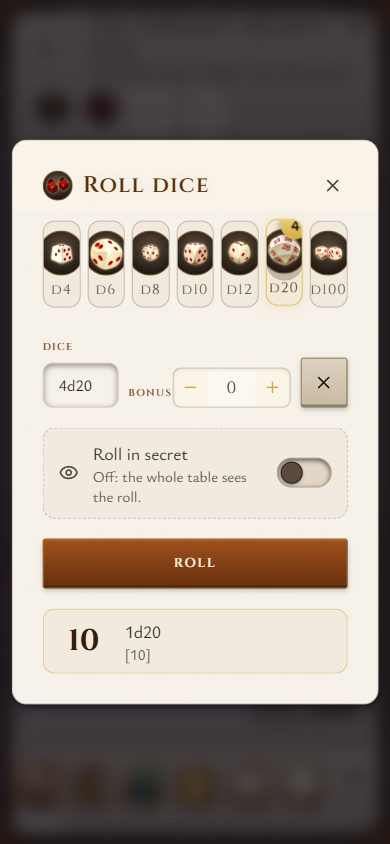 Roll dice
4
D4 D6 D8 D10 D12 D20 D100
DICE
4d20
BONUS
− 0 +
Roll in secret
Off: the whole table sees
the roll.
ROLL
10
1d20
[10]